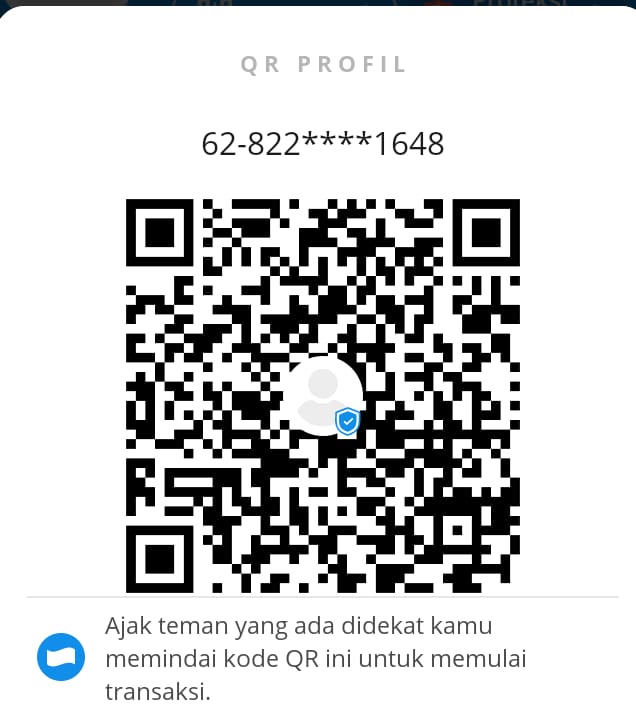 QR PROFIL
62-822****1648
Ajak teman yang ada didekat kamu
memindai kode QR ini untuk memulai
transaksi.